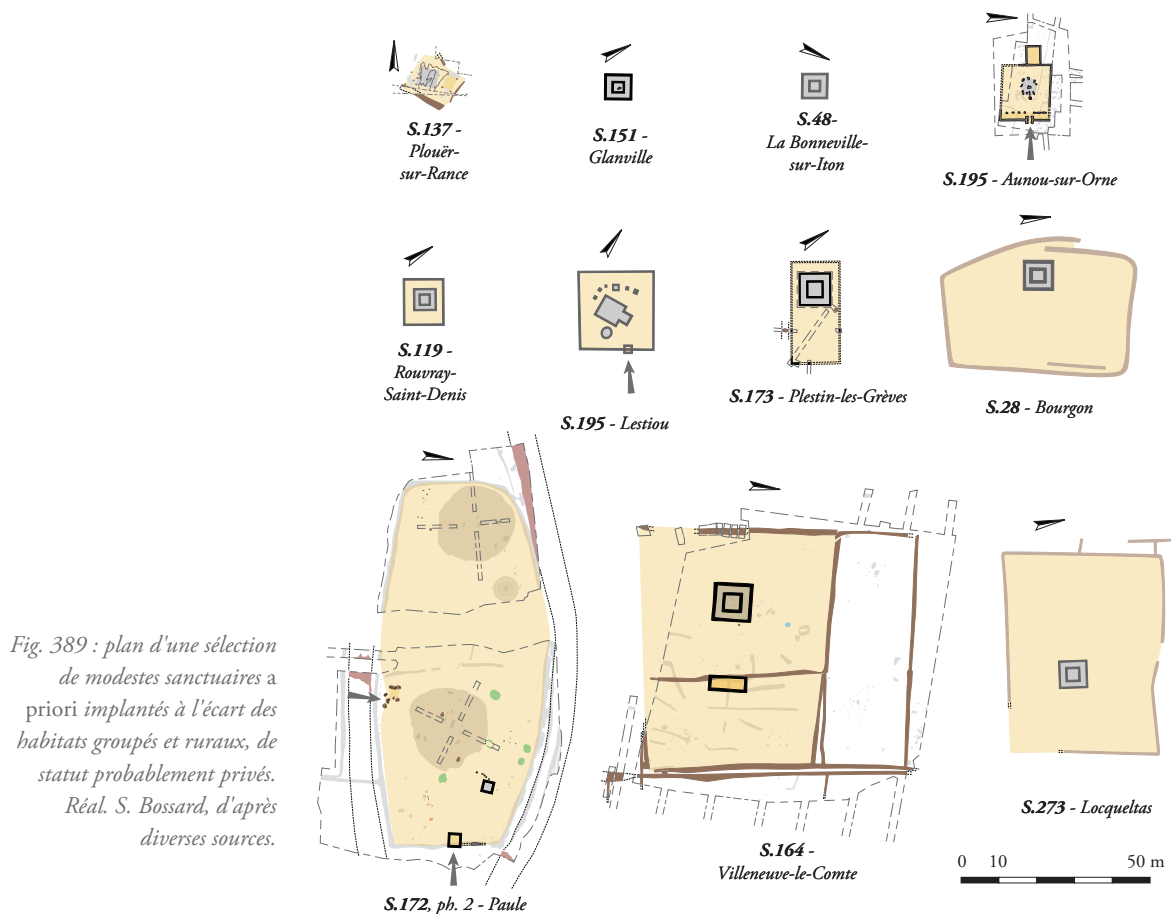 S.137 -
Plouër-
sur-Rance
S.151 -
Glanville
S.48-
La Bonneville-
sur-Iton
S.195 - Aunou-sur-Orne
S.119 -
Rouvray-
Saint-Denis
S.195 - Lestiou
S.173 - Plestin-les-Grèves
S.28 - Bourgon
Fig. 389 : plan d'une sélection
de modestes sanctuaires a
priori implantés à l'écart des
habitats groupés et ruraux, de
statut probablement privés.
Réal. S. Bossard, d'après
diverses sources.
S.172, ph. 2 - Paule
S.164 -
Villeneuve-le-Comte
S.273 - Locqueltas
0 10 50 m